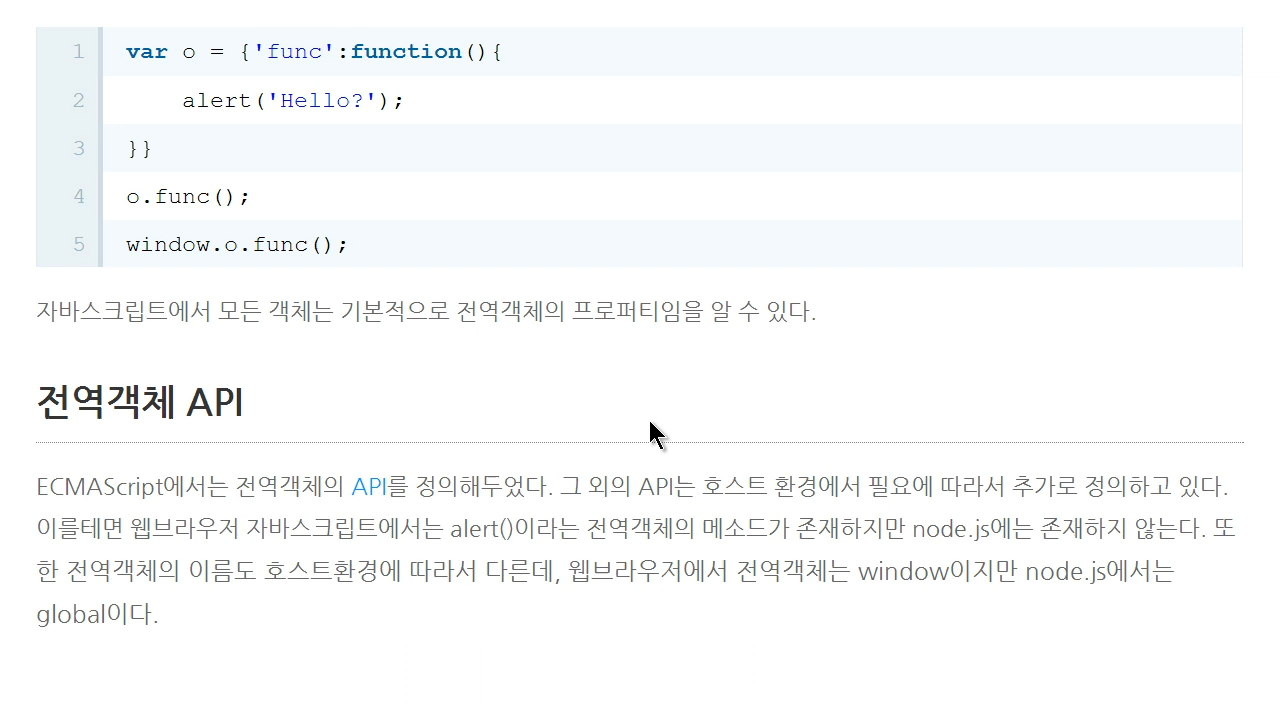 1 var o = {'func':function(){
2     alert('Hello?');
3 }}
4 o.func();
5 window.o.func();
자바스크립트에서 모든 객체는 기본적으로 전역객체의 프로퍼티임을 알 수 있다.
전역객체 API
ECMAScript에서는 전역객체의 API를 정의해두었다. 그 외의 API는 호스트 환경에서 필요에 따라서 추가로 정의하고 있다.
이를테면 웹브라우저 자바스크립트에서는 alert()이라는 전역객체의 메소드가 존재하지만 node.js에는 존재하지 않는다. 또
한 전역객체의 이름도 호스트환경에 따라서 다른데, 웹브라우저에서 전역객체는 window이지만 node.js에서는
global이다.